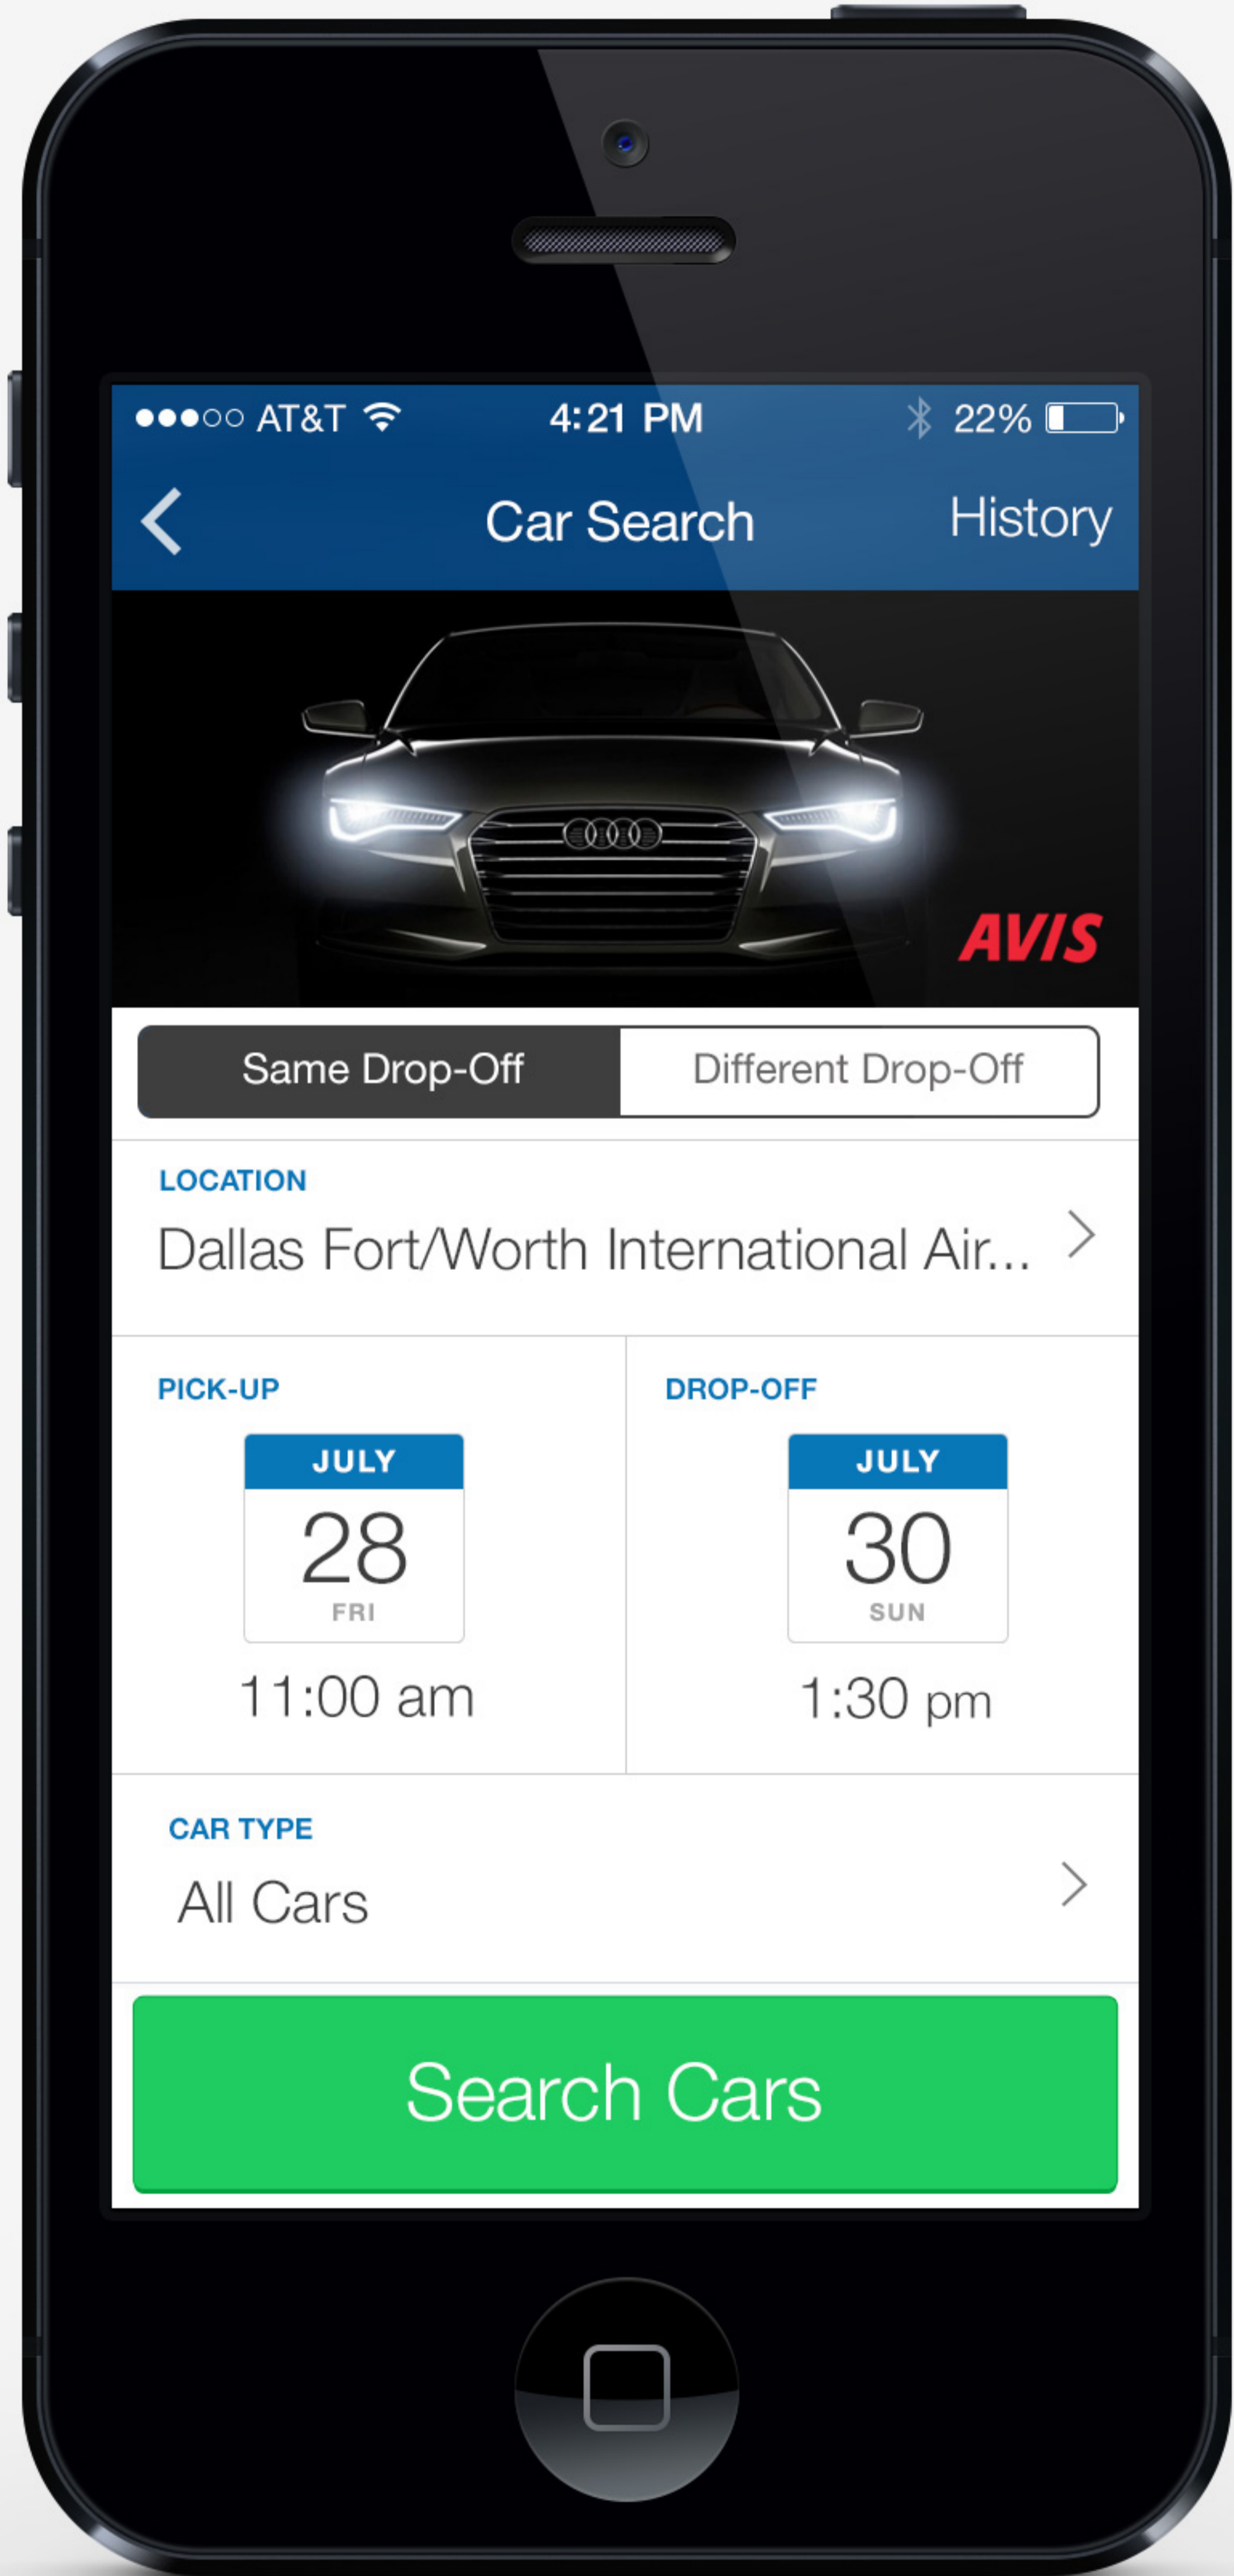 AT&T 4:21 PM 22%
Car Search History
AVIS
Same Drop-Off Different Drop-Off
LOCATION
Dallas Fort/Worth International Air...
PICK-UP DROP-OFF
JULY JULY
28 30
FRI SUN
11:00 am 1:30 pm
CAR TYPE
All Cars
Search Cars